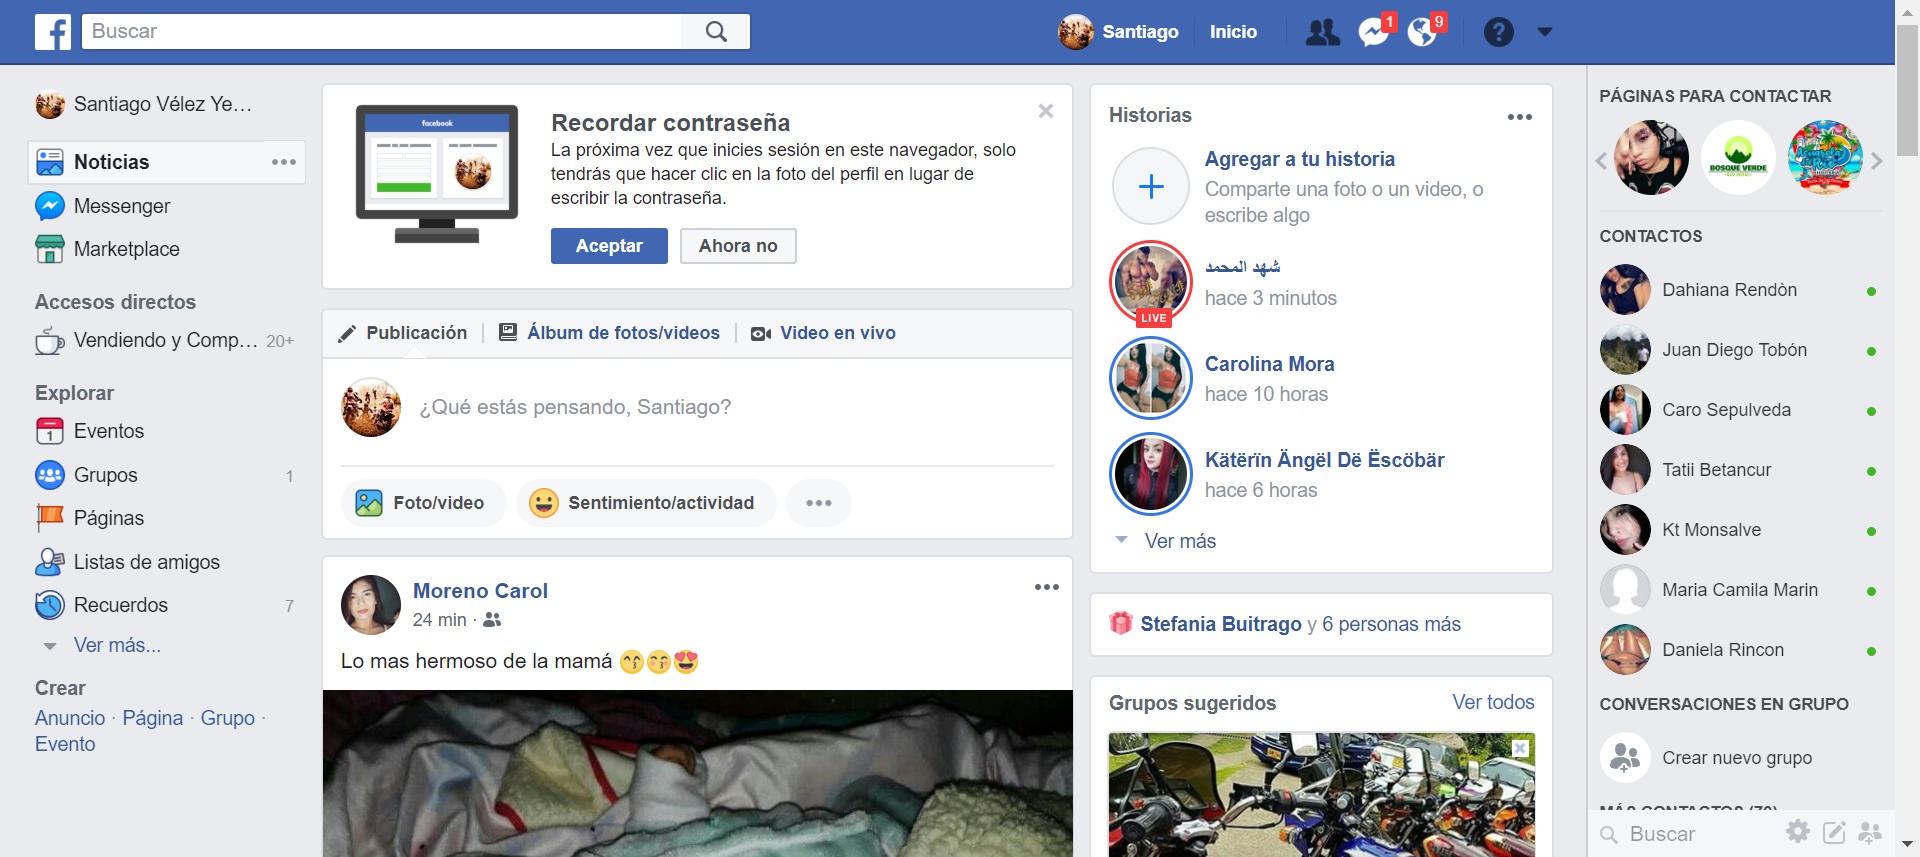 Buscar
Santiago
Inicio
1
9
Santiago Vélez Ye...
Noticias
Messenger
Marketplace
Accesos directos
Vendiendo y Comp... 20+
Explorar
1
Eventos
Grupos 1
Páginas
Listas de amigos
Recuerdos 7
Ver más...
Crear
Anuncio · Página · Grupo ·
Evento
facebook
Recordar contraseña
La próxima vez que inicies sesión en este navegador, solo
tendrás que hacer clic en la foto del perfil en lugar de
escribir la contraseña.
Aceptar
Ahora no
Publicación
Álbum de fotos/videos
Video en vivo
¿Qué estás pensando, Santiago?
Foto/video
Sentimiento/actividad
Moreno Carol
24 min ·
Lo mas hermoso de la mamá 😙😚😍
Historias
Agregar a tu historia
Comparte una foto o un video, o
escribe algo
شهد المحمد
hace 3 minutos
LIVE
Carolina Mora
hace 10 horas
Kätërïn Ängël Dë Ëscöbär
hace 6 horas
Ver más
Stefania Buitrago y 6 personas más
Grupos sugeridos
Ver todos
PÁGINAS PARA CONTACTAR
BOSQUE VERDE
CONTACTOS
Dahiana Rendòn
Juan Diego Tobón
Caro Sepulveda
Tatii Betancur
Kt Monsalve
Maria Camila Marin
Daniela Rincon
CONVERSACIONES EN GRUPO
Crear nuevo grupo
MÁS CONTACTOS (70)
Buscar